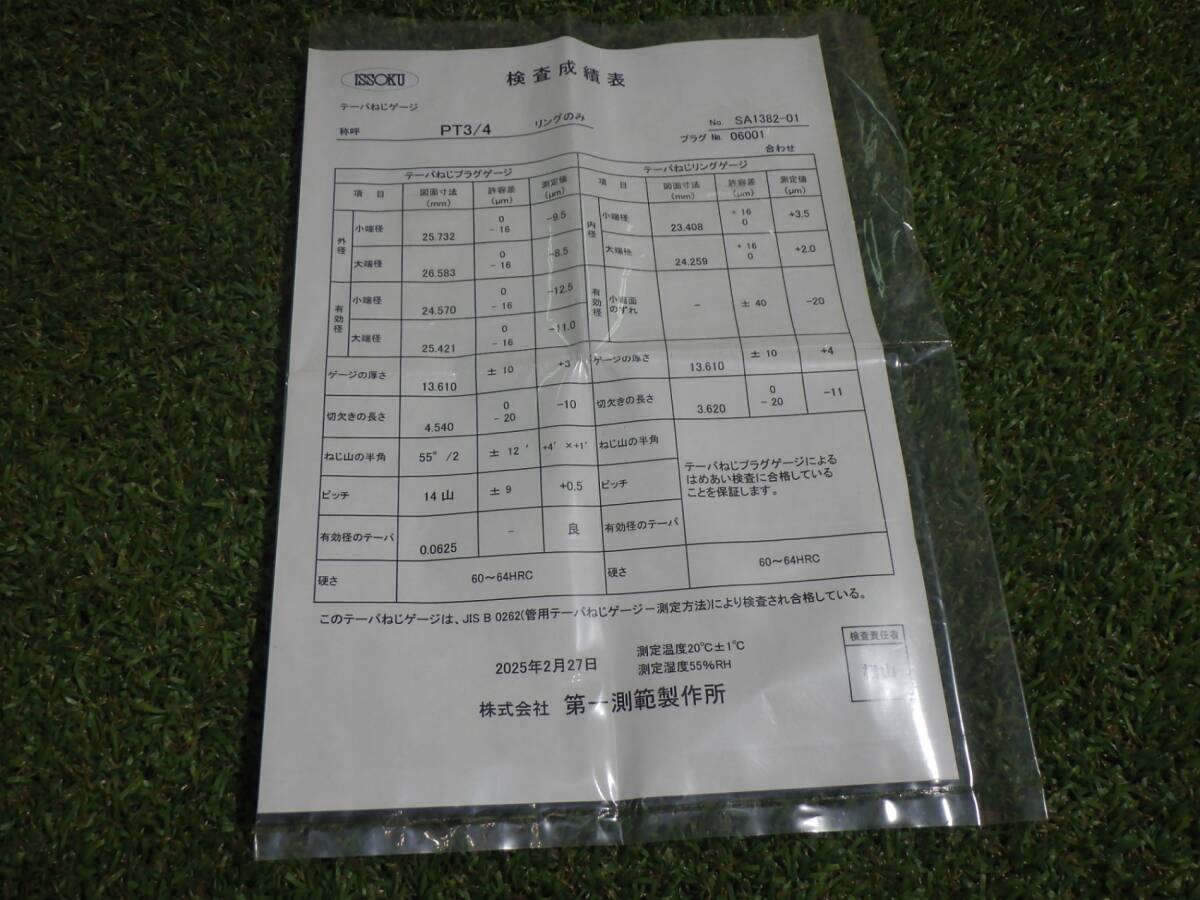 ISSOKU
検査成績表
テーパねじゲージ
称呼 PT3/4 リングのみ
No. SA1382-01
プラグ № 06001
合わせ
テーパねじプラグゲージ テーパねじリングゲージ
項目 図面寸法(mm) 許容差(μm) 測定値(μm) 項目 図面寸法(mm) 許容差(μm) 測定値(μm)
外径 小端径 25.732 0 -16 -9.5 内径 小端径 23.408 +16 0 +3.5
大端径 26.583 0 -16 -8.5 大端径 24.259 +16 0 +2.0
有効径 小端径 24.570 0 -16 -12.5 有効径 小端面のずれ - ±40 -20
大端径 25.421 0 -16 -11.0
ゲージの厚さ 13.610 ±10 +3 ゲージの厚さ 13.610 ±10 +4
切欠きの長さ 4.540 0 -20 -10 切欠きの長さ 3.620 0 -20 -11
ねじ山の半角 55°/2 ±12′ +4′×+1′ ねじ山の半角
テーパねじプラグゲージによる
はめあい検査に合格している
ことを保証します。
ピッチ 14山 ±9 +0.5 ピッチ
有効径のテーパ 0.0625 - 良 有効径のテーパ
硬さ 60～64HRC 硬さ 60～64HRC
このテーパねじゲージは、JIS B 0262(管用テーパねじゲージ－測定方法)により検査され合格している。
2025年2月27日
測定温度20℃±1℃
測定湿度55%RH
検査責任者
株式会社 第一測範製作所